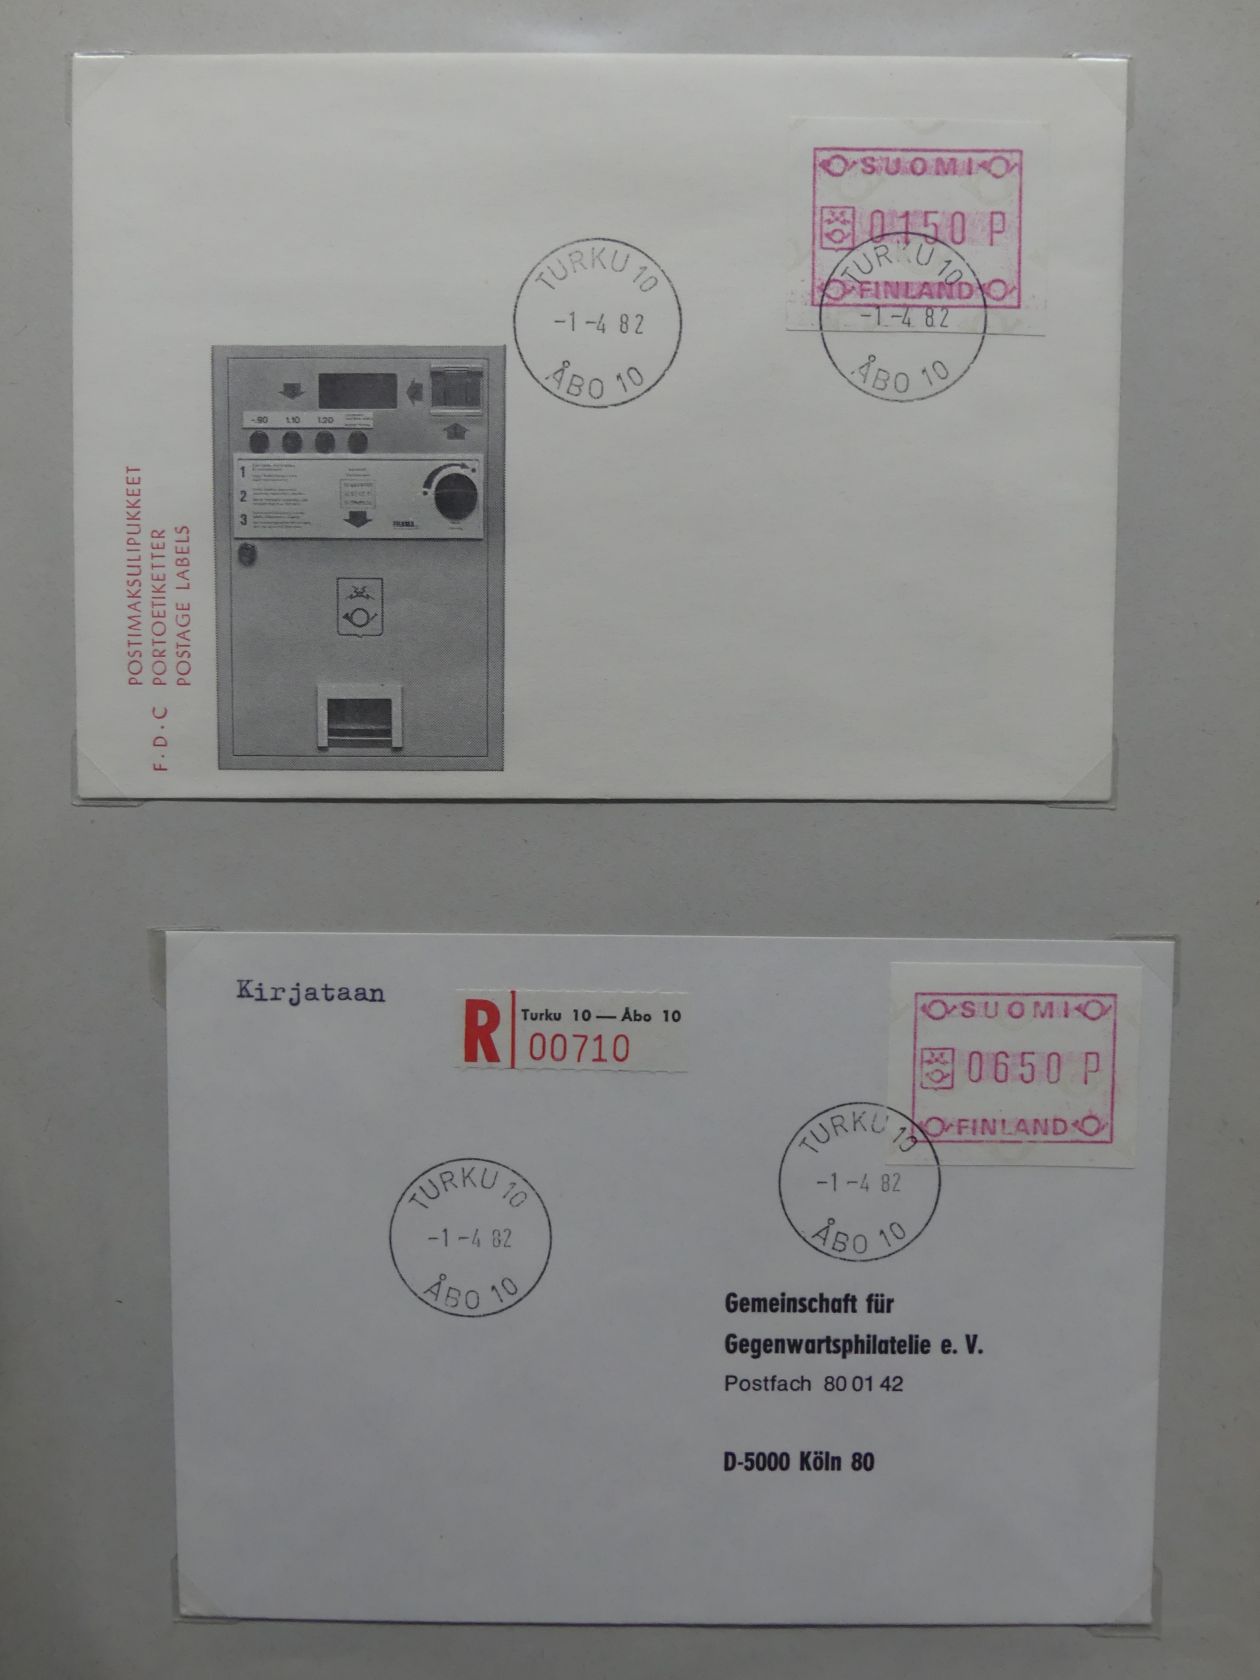 SUOMI
0150 P
FINLAND
TURKU 10
-1-4 82
ÅBO 10
TURKU 10
-1-4 82
ÅBO 10
-.90 1.10 1.20
1
2
3
FRAMA
F·D·C
POSTIMAKSULIPUKKEET
PORTOETIKETTER
POSTAGE LABELS
Kirjataan
R
Turku 10 — Åbo 10
00710
SUOMI
0650 P
FINLAND
TURKU 10
-1-4 82
ÅBO 10
TURKU 10
-1-4 82
ÅBO 10
Gemeinschaft für
Gegenwartsphilatelie e. V.
Postfach 80 01 42
D-5000 Köln 80